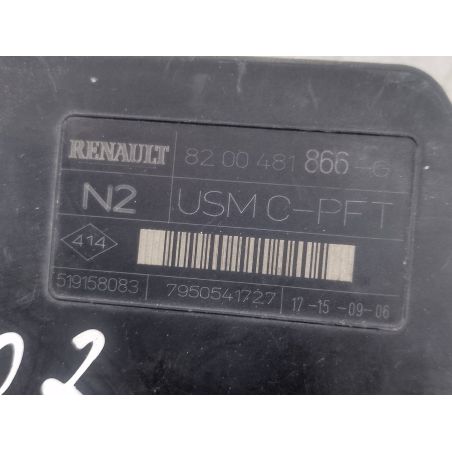 RENAULT 82 00 481 866 -G
N2 USM C-PFT
414
519158083 7950541727 17 -15 -09-06